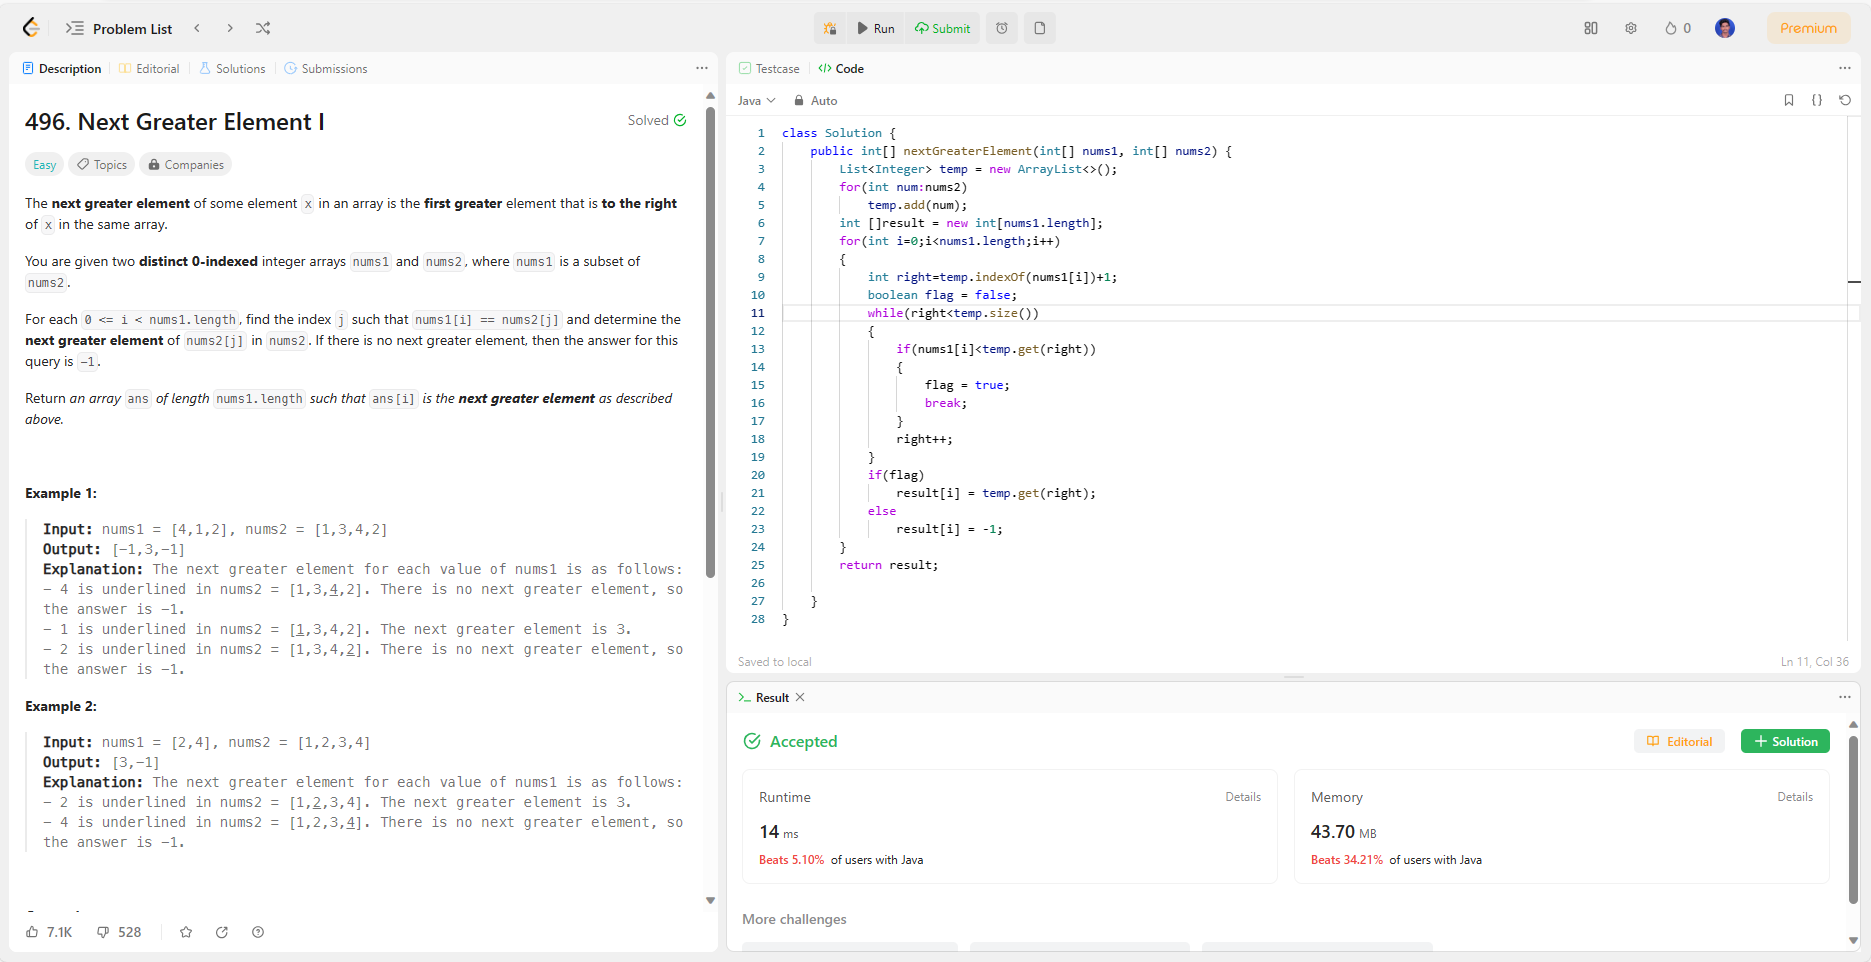 Problem List
Run
Submit
0
Premium
Description
Editorial
Solutions
Submissions
496. Next Greater Element I
Solved
Easy
Topics
Companies
The next greater element of some element x in an array is the first greater element that is to the right
of x in the same array.
You are given two distinct 0-indexed integer arrays nums1 and nums2, where nums1 is a subset of
nums2.
For each 0 <= i < nums1.length, find the index j such that nums1[i] == nums2[j] and determine the
next greater element of nums2[j] in nums2. If there is no next greater element, then the answer for this
query is -1.
Return an array ans of length nums1.length such that ans[i] is the next greater element as described
above.
Example 1:
Input: nums1 = [4,1,2], nums2 = [1,3,4,2]
Output: [-1,3,-1]
Explanation: The next greater element for each value of nums1 is as follows:
- 4 is underlined in nums2 = [1,3,4,2]. There is no next greater element, so
the answer is -1.
- 1 is underlined in nums2 = [1,3,4,2]. The next greater element is 3.
- 2 is underlined in nums2 = [1,3,4,2]. There is no next greater element, so
the answer is -1.
Example 2:
Input: nums1 = [2,4], nums2 = [1,2,3,4]
Output: [3,-1]
Explanation: The next greater element for each value of nums1 is as follows:
- 2 is underlined in nums2 = [1,2,3,4]. The next greater element is 3.
- 4 is underlined in nums2 = [1,2,3,4]. There is no next greater element, so
the answer is -1.
7.1K
528
Testcase
</> Code
Java
Auto
1 class Solution {
2 public int[] nextGreaterElement(int[] nums1, int[] nums2) {
3 List<Integer> temp = new ArrayList<>();
4 for(int num:nums2)
5 temp.add(num);
6 int []result = new int[nums1.length];
7 for(int i=0;i<nums1.length;i++)
8 {
9 int right=temp.indexOf(nums1[i])+1;
10 boolean flag = false;
11 while(right<temp.size())
12 {
13 if(nums1[i]<temp.get(right))
14 {
15 flag = true;
16 break;
17 }
18 right++;
19 }
20 if(flag)
21 result[i] = temp.get(right);
22 else
23 result[i] = -1;
24 }
25 return result;
26
27 }
28 }
Saved to local
Ln 11, Col 36
Result
Accepted
Editorial
+ Solution
Runtime
Details
14 ms
Beats 5.10% of users with Java
Memory
Details
43.70 MB
Beats 34.21% of users with Java
More challenges